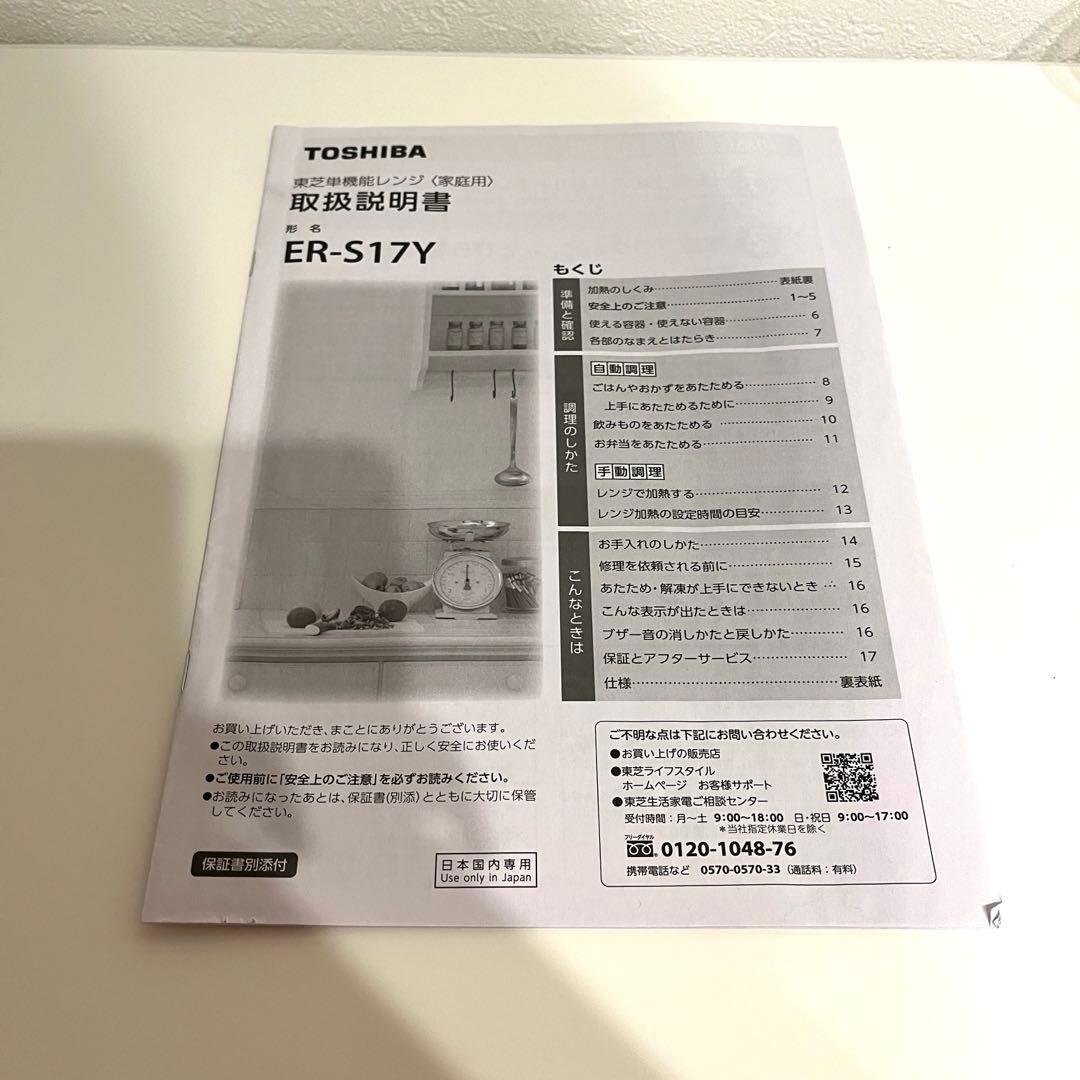 TOSHIBA
東芝単機能レンジ〈家庭用〉
取扱説明書
形 名
ER-S17Y
もくじ
準備と確認
加熱のしくみ…………………………表紙裏
安全上のご注意………………………1～5
使える容器・使えない容器……………6
各部のなまえとはたらき………………7
調理のしかた
自動調理
ごはんやおかずをあたためる…………8
上手にあたためるために………………9
飲みものをあたためる…………………10
お弁当をあたためる……………………11
手動調理
レンジで加熱する………………………12
レンジ加熱の設定時間の目安…………13
こんなときは
お手入れのしかた………………………14
修理を依頼される前に…………………15
あたため・解凍が上手にできないとき…16
こんな表示が出たときは………………16
ブザー音の消しかたと戻しかた………16
保証とアフターサービス………………17
仕様………………………………………裏表紙
お買い上げいただき、まことにありがとうございます。
●この取扱説明書をお読みになり、正しく安全にお使いくだ
さい。
●ご使用前に「安全上のご注意」を必ずお読みください。
●お読みになったあとは、保証書(別添)とともに大切に保管
してください。
保証書別添付
日本国内専用
Use only in Japan
ご不明な点は下記にお問い合わせください。
●お買い上げの販売店
●東芝ライフスタイル
ホームページ お客様サポート
●東芝生活家電ご相談センター
受付時間：月～土 9:00～18:00 日・祝日 9:00～17:00
＊当社指定休業日を除く
フリーダイヤル
0120-1048-76
携帯電話など 0570-0570-33（通話料：有料）